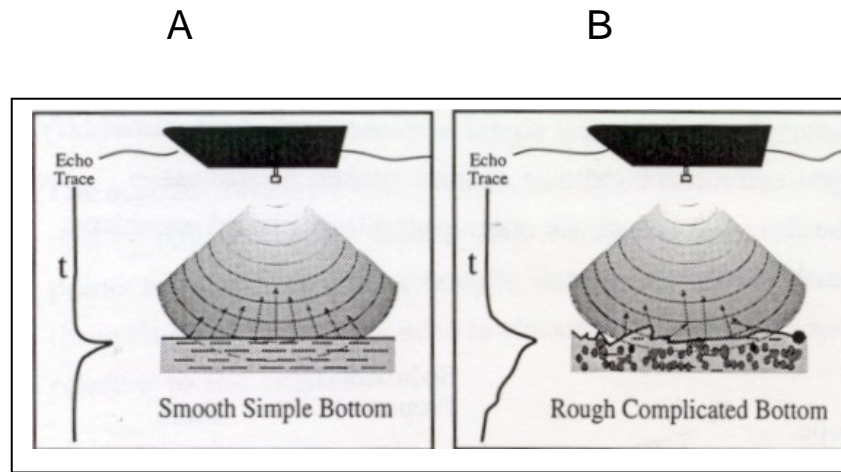 A
B
Echo
Trace
t
Smooth Simple Bottom
Echo
Trace
t
Rough Complicated Bottom